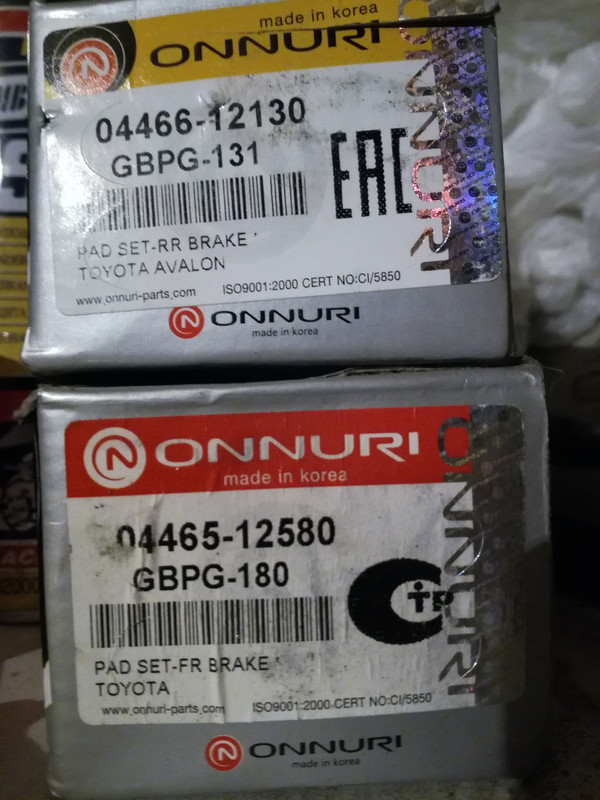 made in korea
ONNURI
ONNURI
04466-12130
GBPG-131
EAC
PAD SET-RR BRAKE
TOYOTA AVALON
www.onnuri-parts.com ISO9001:2000 CERT NO:CI/5850
ONNURI
made in korea
ONNURI
made in korea
ONNURI
04465-12580
GBPG-180
PAD SET-FR BRAKE
TOYOTA
www.onnuri-parts.com ISO9001:2000 CERT NO:CI/5850
ONNURI
made in korea